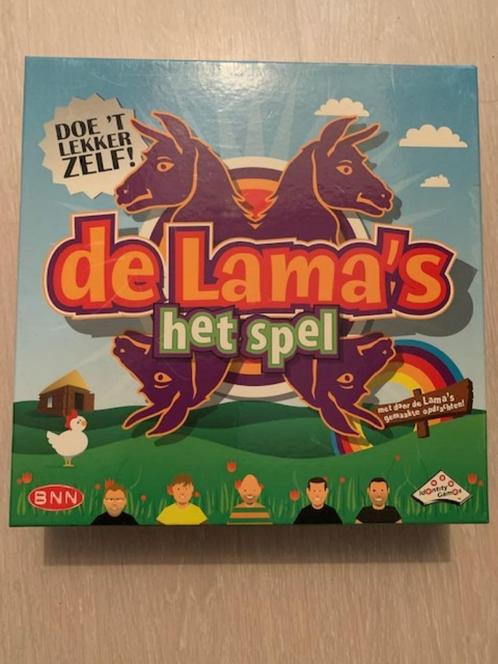 DOE 'T
LEKKER
ZELF!
de Lama's
het spel
met door de Lama's
gemaakte opdrachten!
BNN
Identity
Games